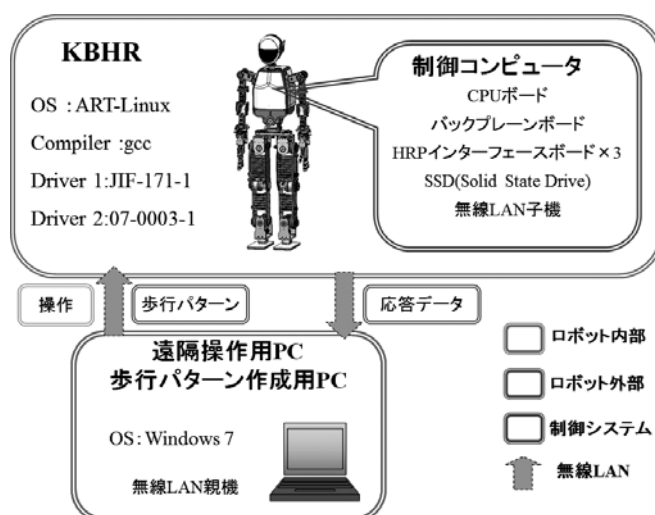 KBHR
OS : ART-Linux
Compiler :gcc
Driver 1:JIF-171-1
Driver 2:07-0003-1
制御コンピュータ
CPUボード
バックプレーンボード
HRPインターフェースボード×3
SSD(Solid State Drive)
無線LAN子機
操作
歩行パターン
応答データ
遠隔操作用PC
歩行パターン作成用PC
OS : Windows 7
無線LAN親機
ロボット内部
ロボット外部
制御システム
無線LAN